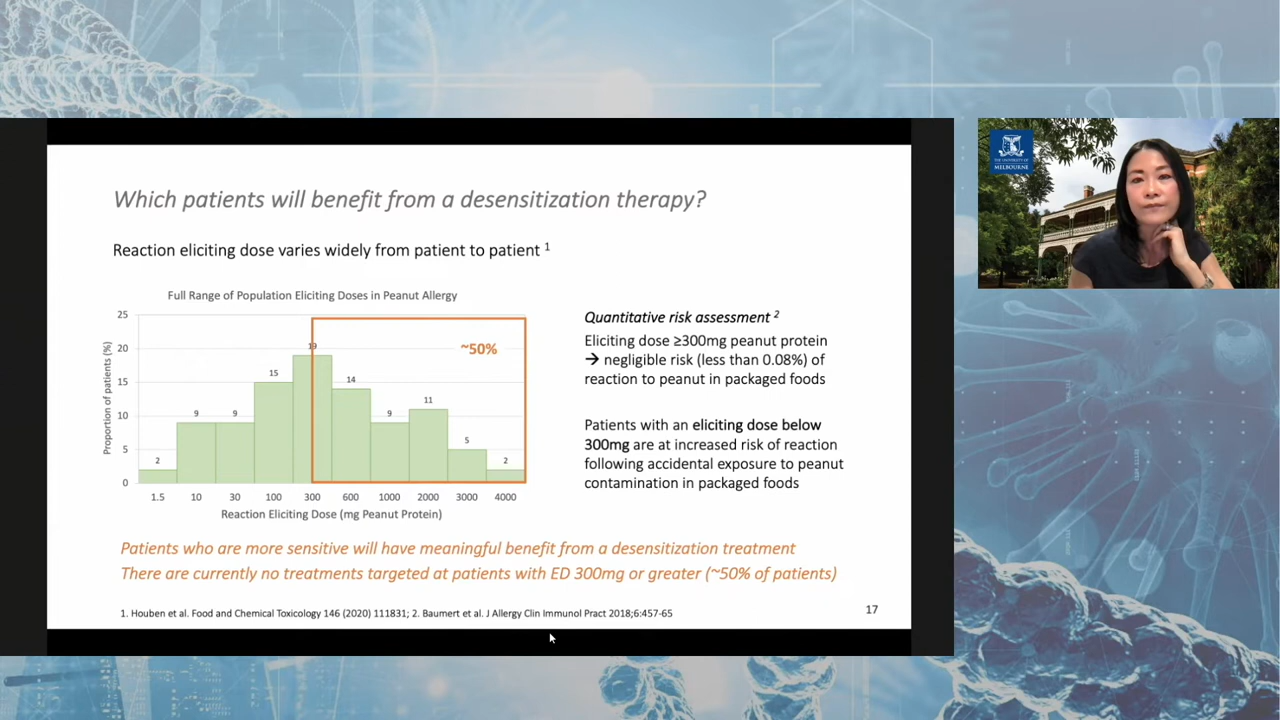 Which patients will benefit from a desensitization therapy?
Reaction eliciting dose varies widely from patient to patient 1
Full Range of Population Eliciting Doses in Peanut Allergy
Proportion of patients (%)
25
20
15
10
5
0
2
9
9
15
19
14
9
11
5
2
~50%
1.5 10 30 100 300 600 1000 2000 3000 4000
Reaction Eliciting Dose (mg Peanut Protein)
Quantitative risk assessment 2
Eliciting dose ≥300mg peanut protein
→ negligible risk (less than 0.08%) of
reaction to peanut in packaged foods
Patients with an eliciting dose below
300mg are at increased risk of reaction
following accidental exposure to peanut
contamination in packaged foods
Patients who are more sensitive will have meaningful benefit from a desensitization treatment
There are currently no treatments targeted at patients with ED 300mg or greater (~50% of patients)
1. Houben et al. Food and Chemical Toxicology 146 (2020) 111831; 2. Baumert et al. J Allergy Clin Immunol Pract 2018;6:457-65
17
THE UNIVERSITY OF
MELBOURNE